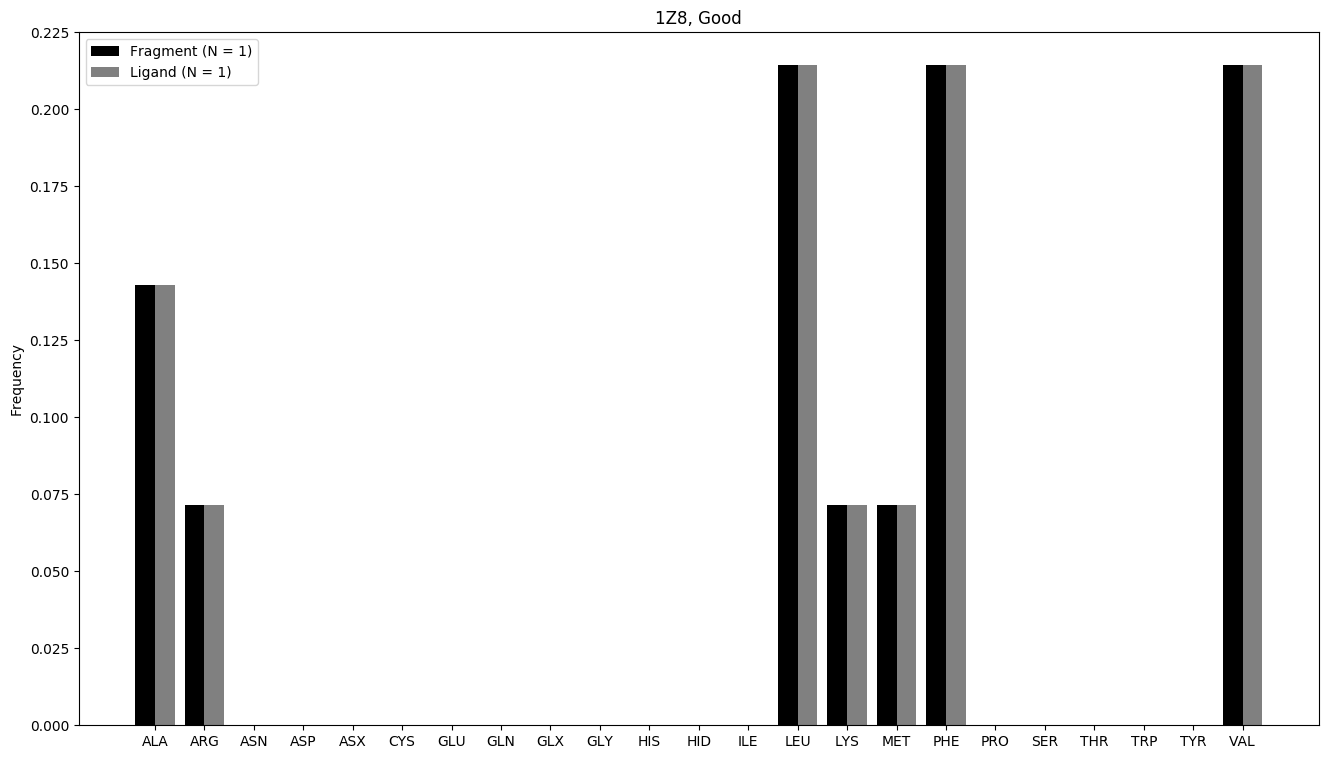 1Z8, Good
Fragment (N = 1)
Ligand (N = 1)
Frequency
0.225
0.200
0.175
0.150
0.125
0.100
0.075
0.050
0.025
0.000
ALA ARG ASN ASP ASX CYS GLU GLN GLX GLY HIS HID ILE LEU LYS MET PHE PRO SER THR TRP TYR VAL